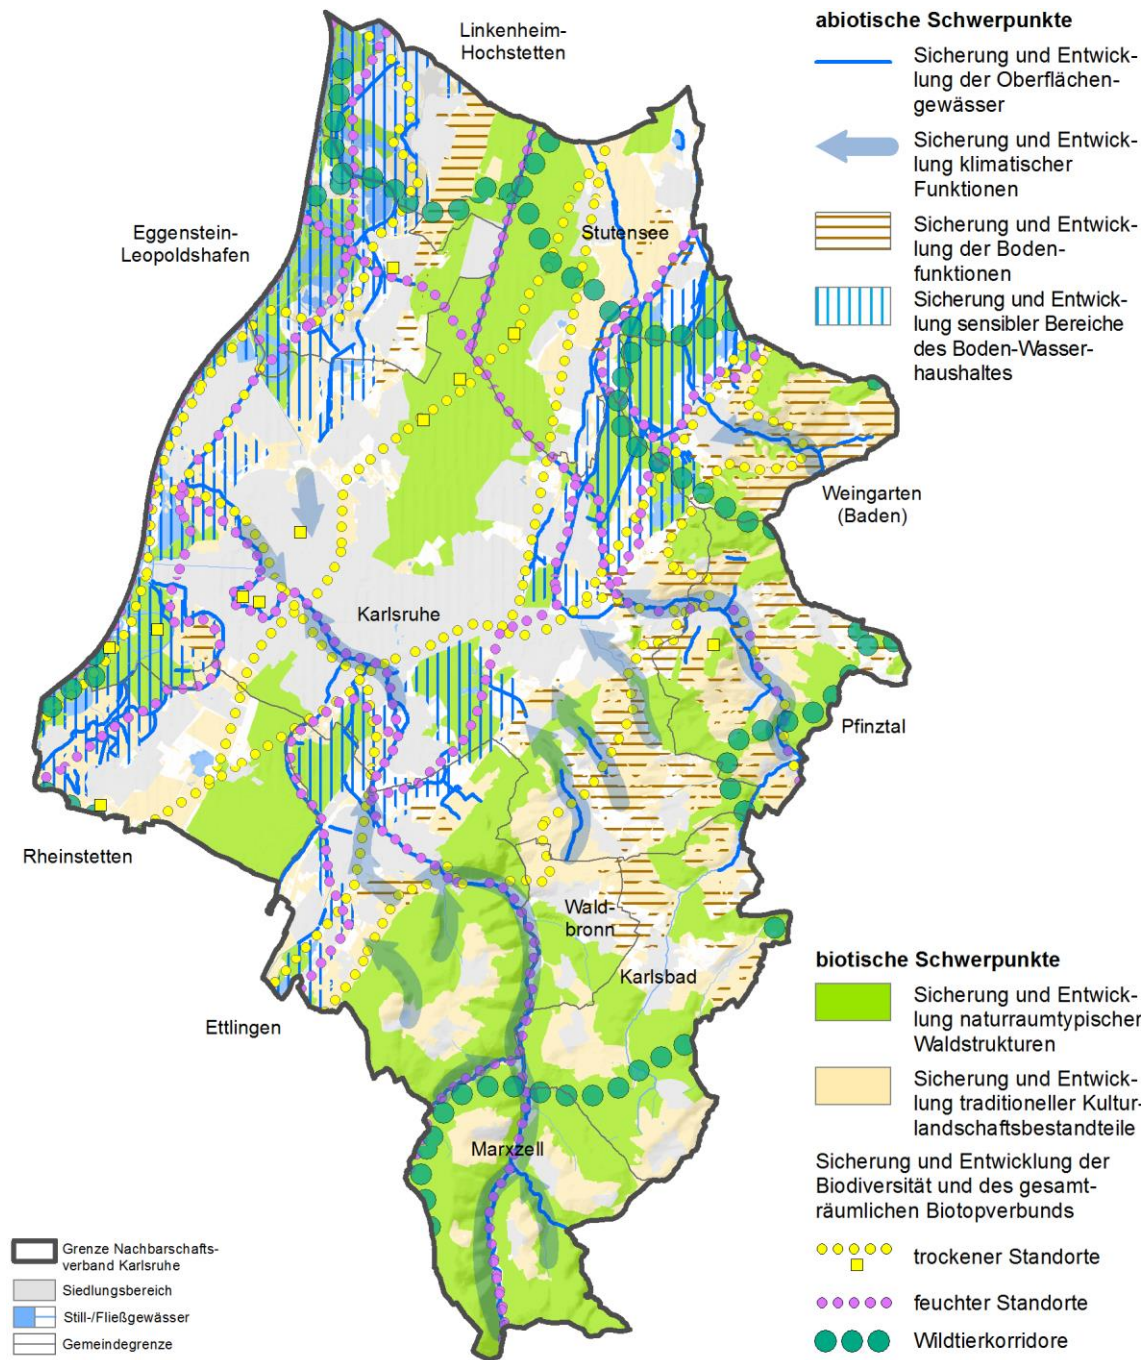 Linkenheim-
Hochstetten
Eggenstein-
Leopoldshafen
Stutensee
Weingarten
(Baden)
Karlsruhe
Pfinztal
Rheinstetten
Wald-
bronn
Karlsbad
Ettlingen
Marxzell
abiotische Schwerpunkte
Sicherung und Entwick-
lung der Oberflächen-
gewässer
Sicherung und Entwick-
lung klimatischer
Funktionen
Sicherung und Entwick-
lung der Boden-
funktionen
Sicherung und Entwick-
lung sensibler Bereiche
des Boden-Wasser-
haushaltes
biotische Schwerpunkte
Sicherung und Entwick-
lung naturraumtypischer
Waldstrukturen
Sicherung und Entwick-
lung traditioneller Kultur-
landschaftsbestandteile
Sicherung und Entwicklung der
Biodiversität und des gesamt-
räumlichen Biotopverbunds
trockener Standorte
feuchter Standorte
Wildtierkorridore
Grenze Nachbarschafts-
verband Karlsruhe
Siedlungsbereich
Still-/Fließgewässer
Gemeindegrenze